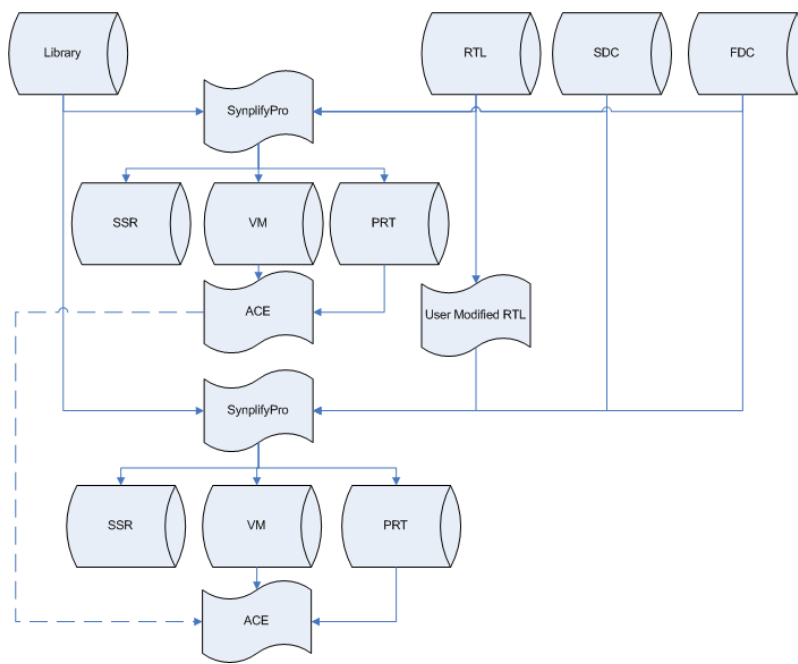 Library
RTL
SDC
FDC
SynplifyPro
SSR
VM
PRT
ACE
User Modified RTL
SynplifyPro
SSR
VM
PRT
ACE